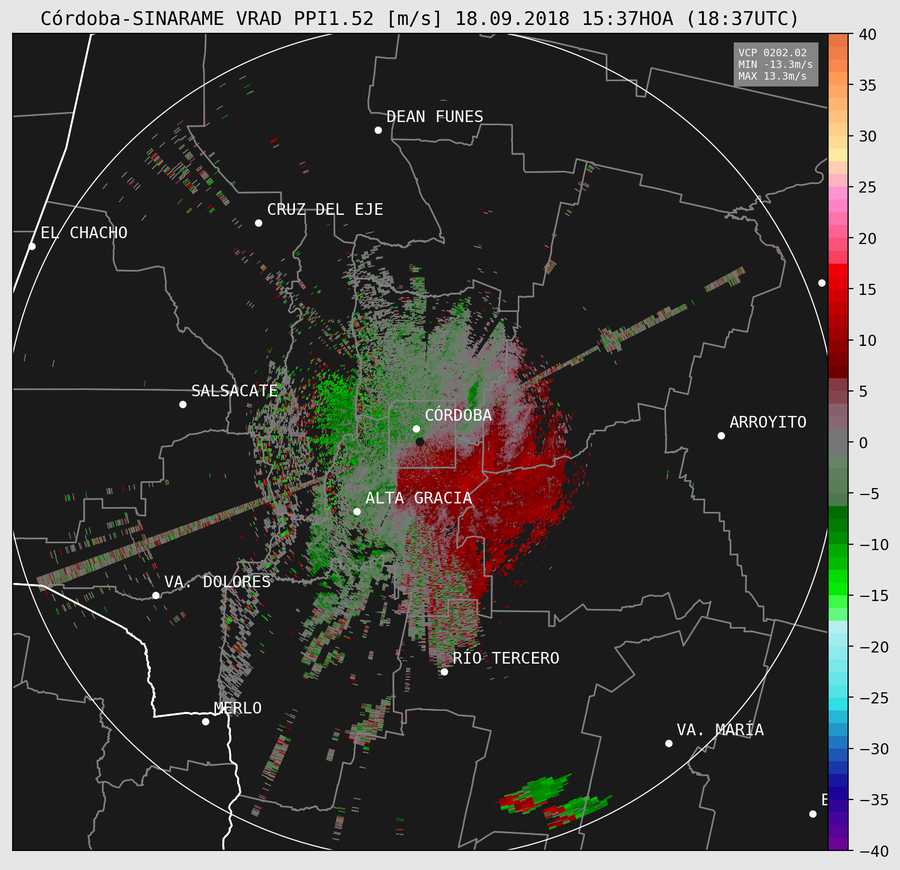 Córdoba-SINARAME VRAD PPI1.52 [m/s] 18.09.2018 15:37HOA (18:37UTC)
VCP 0202.02
MIN -13.3m/s
MAX 13.3m/s
DEAN FUNES
CRUZ DEL EJE
EL CHACHO
SALSACATE
CÓRDOBA
ARROYITO
ALTA GRACIA
VA. DOLORES
RÍO TERCERO
MERLO
VA. MARÍA
40
35
30
25
20
15
10
5
0
−5
−10
−15
−20
−25
−30
−35
−40